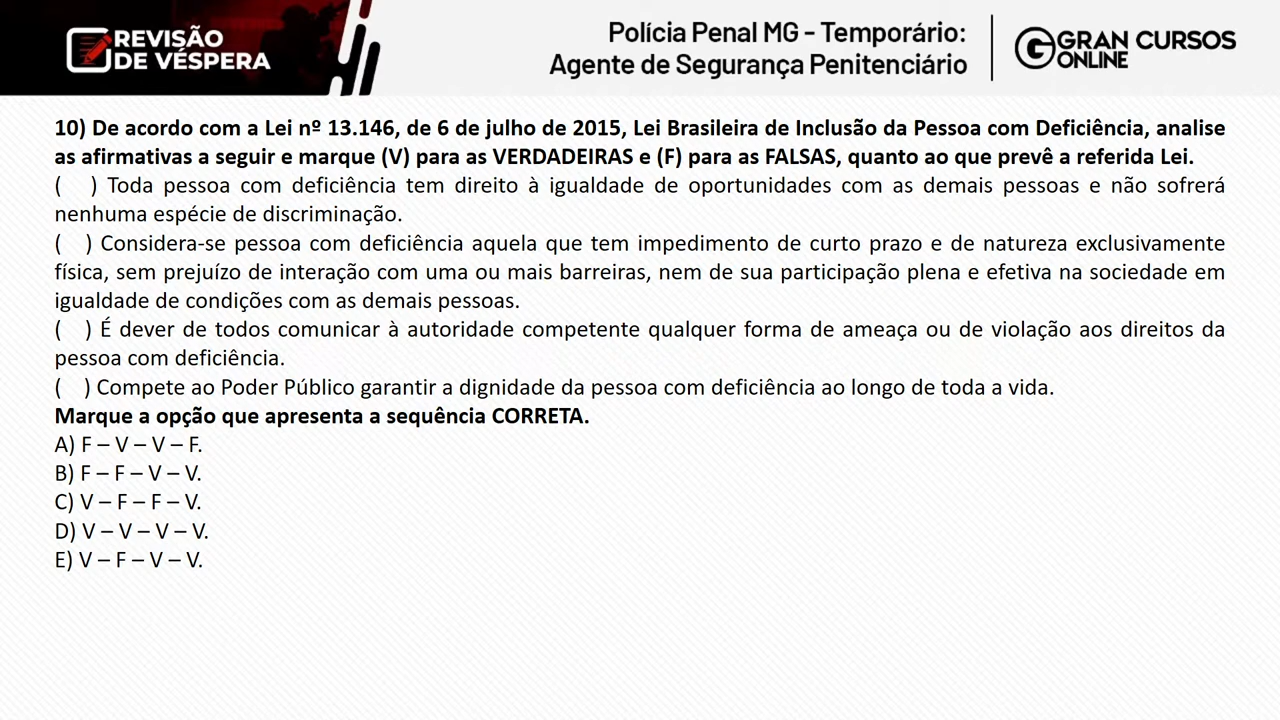 REVISÃO
DE VÉSPERA
Polícia Penal MG - Temporário:
Agente de Segurança Penitenciário
GRAN CURSOS
ONLINE
10) De acordo com a Lei nº 13.146, de 6 de julho de 2015, Lei Brasileira de Inclusão da Pessoa com Deficiência, analise
as afirmativas a seguir e marque (V) para as VERDADEIRAS e (F) para as FALSAS, quanto ao que prevê a referida Lei.
( ) Toda pessoa com deficiência tem direito à igualdade de oportunidades com as demais pessoas e não sofrerá
nenhuma espécie de discriminação.
( ) Considera-se pessoa com deficiência aquela que tem impedimento de curto prazo e de natureza exclusivamente
física, sem prejuízo de interação com uma ou mais barreiras, nem de sua participação plena e efetiva na sociedade em
igualdade de condições com as demais pessoas.
( ) É dever de todos comunicar à autoridade competente qualquer forma de ameaça ou de violação aos direitos da
pessoa com deficiência.
( ) Compete ao Poder Público garantir a dignidade da pessoa com deficiência ao longo de toda a vida.
Marque a opção que apresenta a sequência CORRETA.
A) F – V – V – F.
B) F – F – V – V.
C) V – F – F – V.
D) V – V – V – V.
E) V – F – V – V.